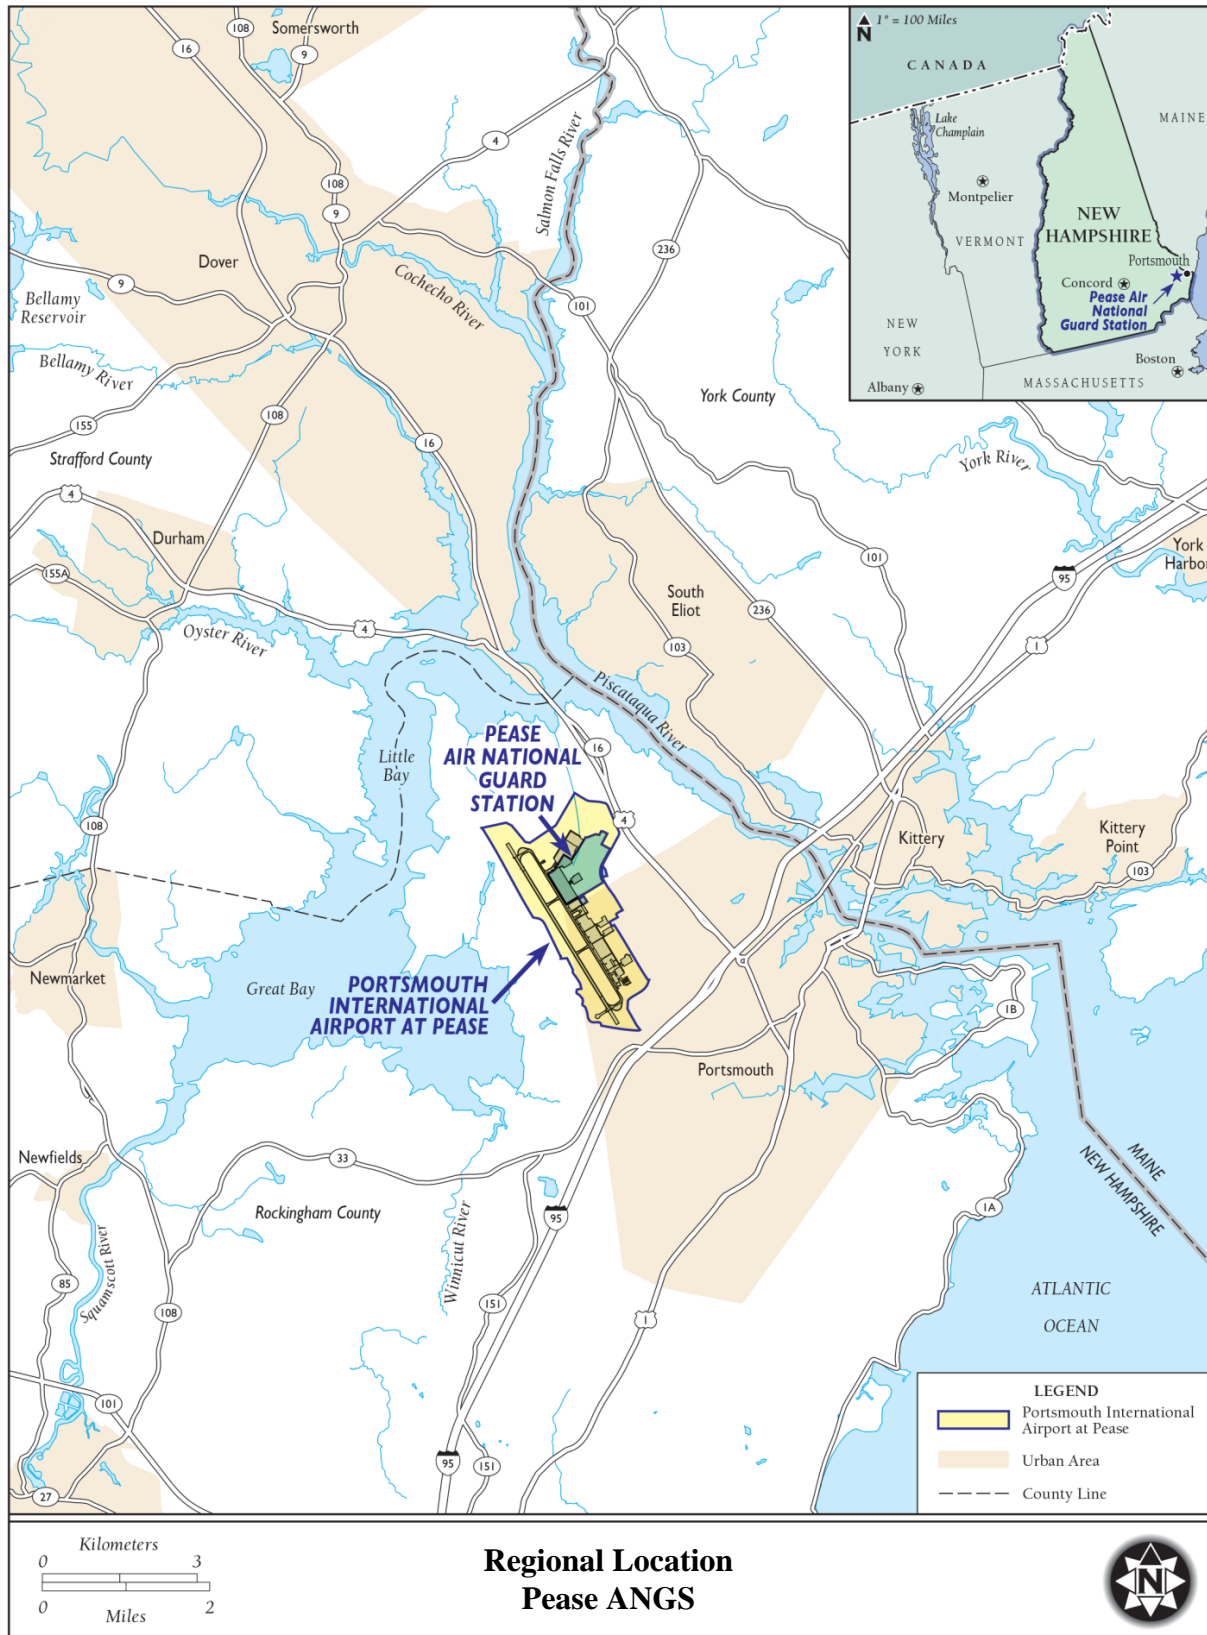 1" = 100 Miles
N
CANADA
MAINE
Lake
Champlain
Montpelier
VERMONT
NEW
HAMPSHIRE
Portsmouth
Concord
Pease Air
National
Guard Station
NEW
YORK
Boston
Albany
MASSACHUSETTS
Somersworth
108
16
9
4
Salmon Falls River
108
9
236
Dover
9
Cochecho River
101
Bellamy
Reservoir
Bellamy River
108
155
16
York County
Strafford County
York River
4
Durham
155A
101
York
Harbor
95
South
Eliot
236
Oyster River
4
103
1
Piscataqua River
PEASE
AIR NATIONAL
GUARD
STATION
16
Little
Bay
4
108
Kittery
Kittery
Point
103
Newmarket
Great Bay
PORTSMOUTH
INTERNATIONAL
AIRPORT AT PEASE
1B
Portsmouth
Newfields
33
MAINE
NEW HAMPSHIRE
Rockingham County
Winnicut River
95
1A
Squamscott River
85
108
151
1
ATLANTIC
OCEAN
101
95
151
27
LEGEND
Portsmouth International
Airport at Pease
Urban Area
County Line
Kilometers
0 3
0 2
Miles
Regional Location
Pease ANGS
N